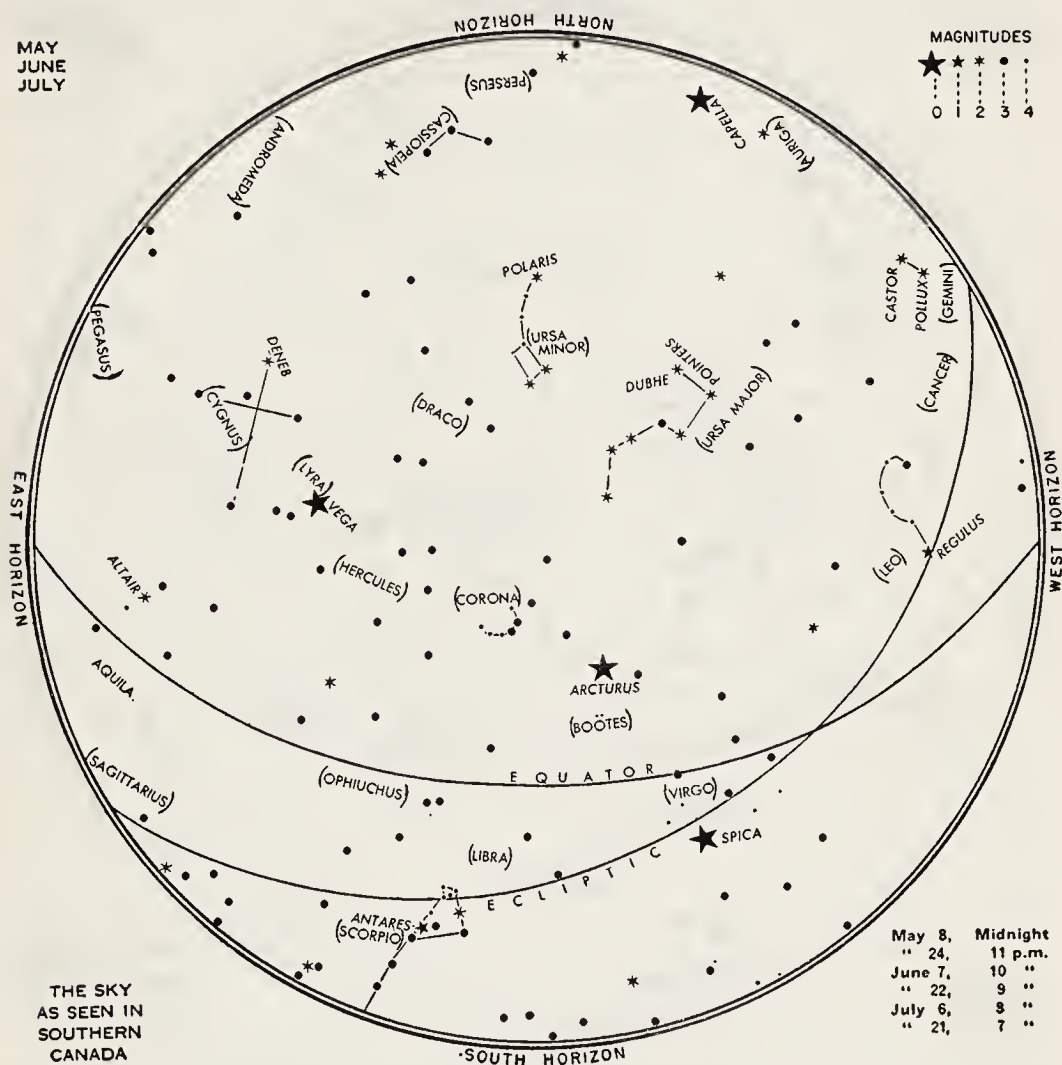 NORTH HORIZON
MAY
JUNE
JULY
MAGNITUDES
0 1 2 3 4
(PERSEUS)
(CASSIOPEIA)
CAPELLA
(AURIGA)
(ANDROMEDA)
POLARIS
CASTOR
POLLUX
(GEMINI)
(PEGASUS)
DENEB
(URSA
MINOR)
DUBHE
POINTERS
(CANCER)
(CYGNUS)
(DRACO)
(URSA MAJOR)
(LYRA)
VEGA
EAST HORIZON
WEST HORIZON
REGULUS
(LEO)
ALTAIR
(HERCULES)
(CORONA)
AQUILA.
ARCTURUS
(BOÖTES)
EQUATOR
(SAGITTARIUS)
(OPHIUCHUS)
(VIRGO)
SPICA
(LIBRA)
ECLIPTIC
ANTARES
(SCORPIO)
May 8, Midnight
" 24, 11 p.m.
June 7, 10 "
" 22, 9 "
July 6, 8 "
" 21, 7 "
THE SKY
AS SEEN IN
SOUTHERN
CANADA
SOUTH HORIZON